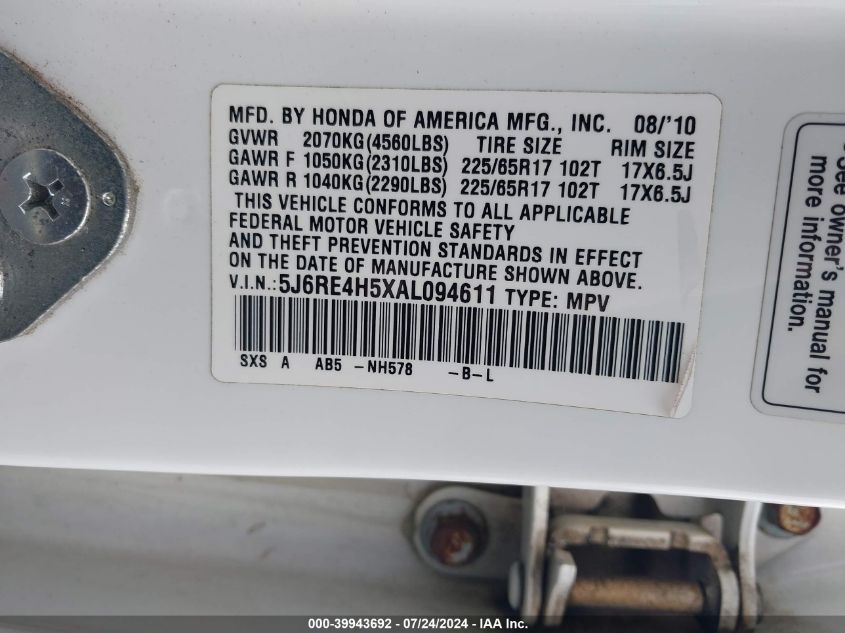 MFD. BY HONDA OF AMERICA MFG., INC. 08/'10
GVWR 2070KG(4560LBS) TIRE SIZE RIM SIZE
GAWR F 1050KG(2310LBS) 225/65R17 102T 17X6.5J
GAWR R 1040KG(2290LBS) 225/65R17 102T 17X6.5J
THIS VEHICLE CONFORMS TO ALL APPLICABLE
FEDERAL MOTOR VEHICLE SAFETY
AND THEFT PREVENTION STANDARDS IN EFFECT
ON THE DATE OF MANUFACTURE SHOWN ABOVE.
V.I.N.:5J6RE4H5XAL094611 TYPE: MPV
SXS A AB5 -NH578 -B-L
See owner's manual for
more information.
000-39943692 - 07/24/2024 - IAA Inc.